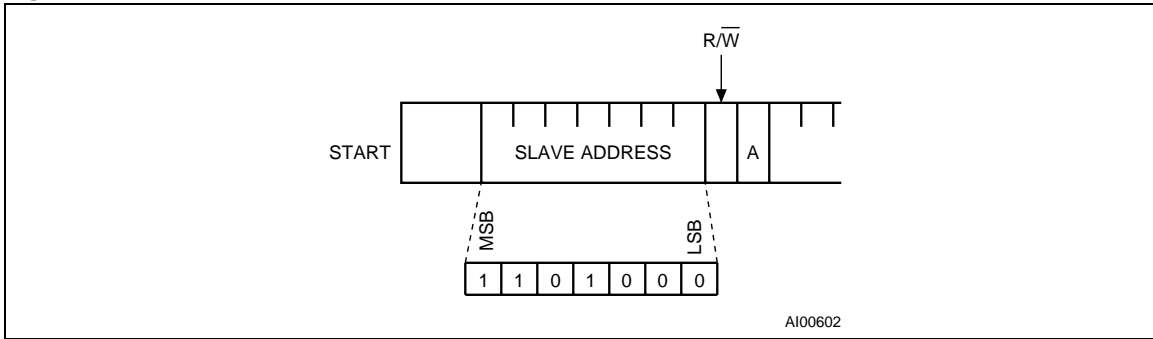 R/W̅
START
SLAVE ADDRESS
A
MSB
LSB
1 1 0 1 0 0 0
AI00602